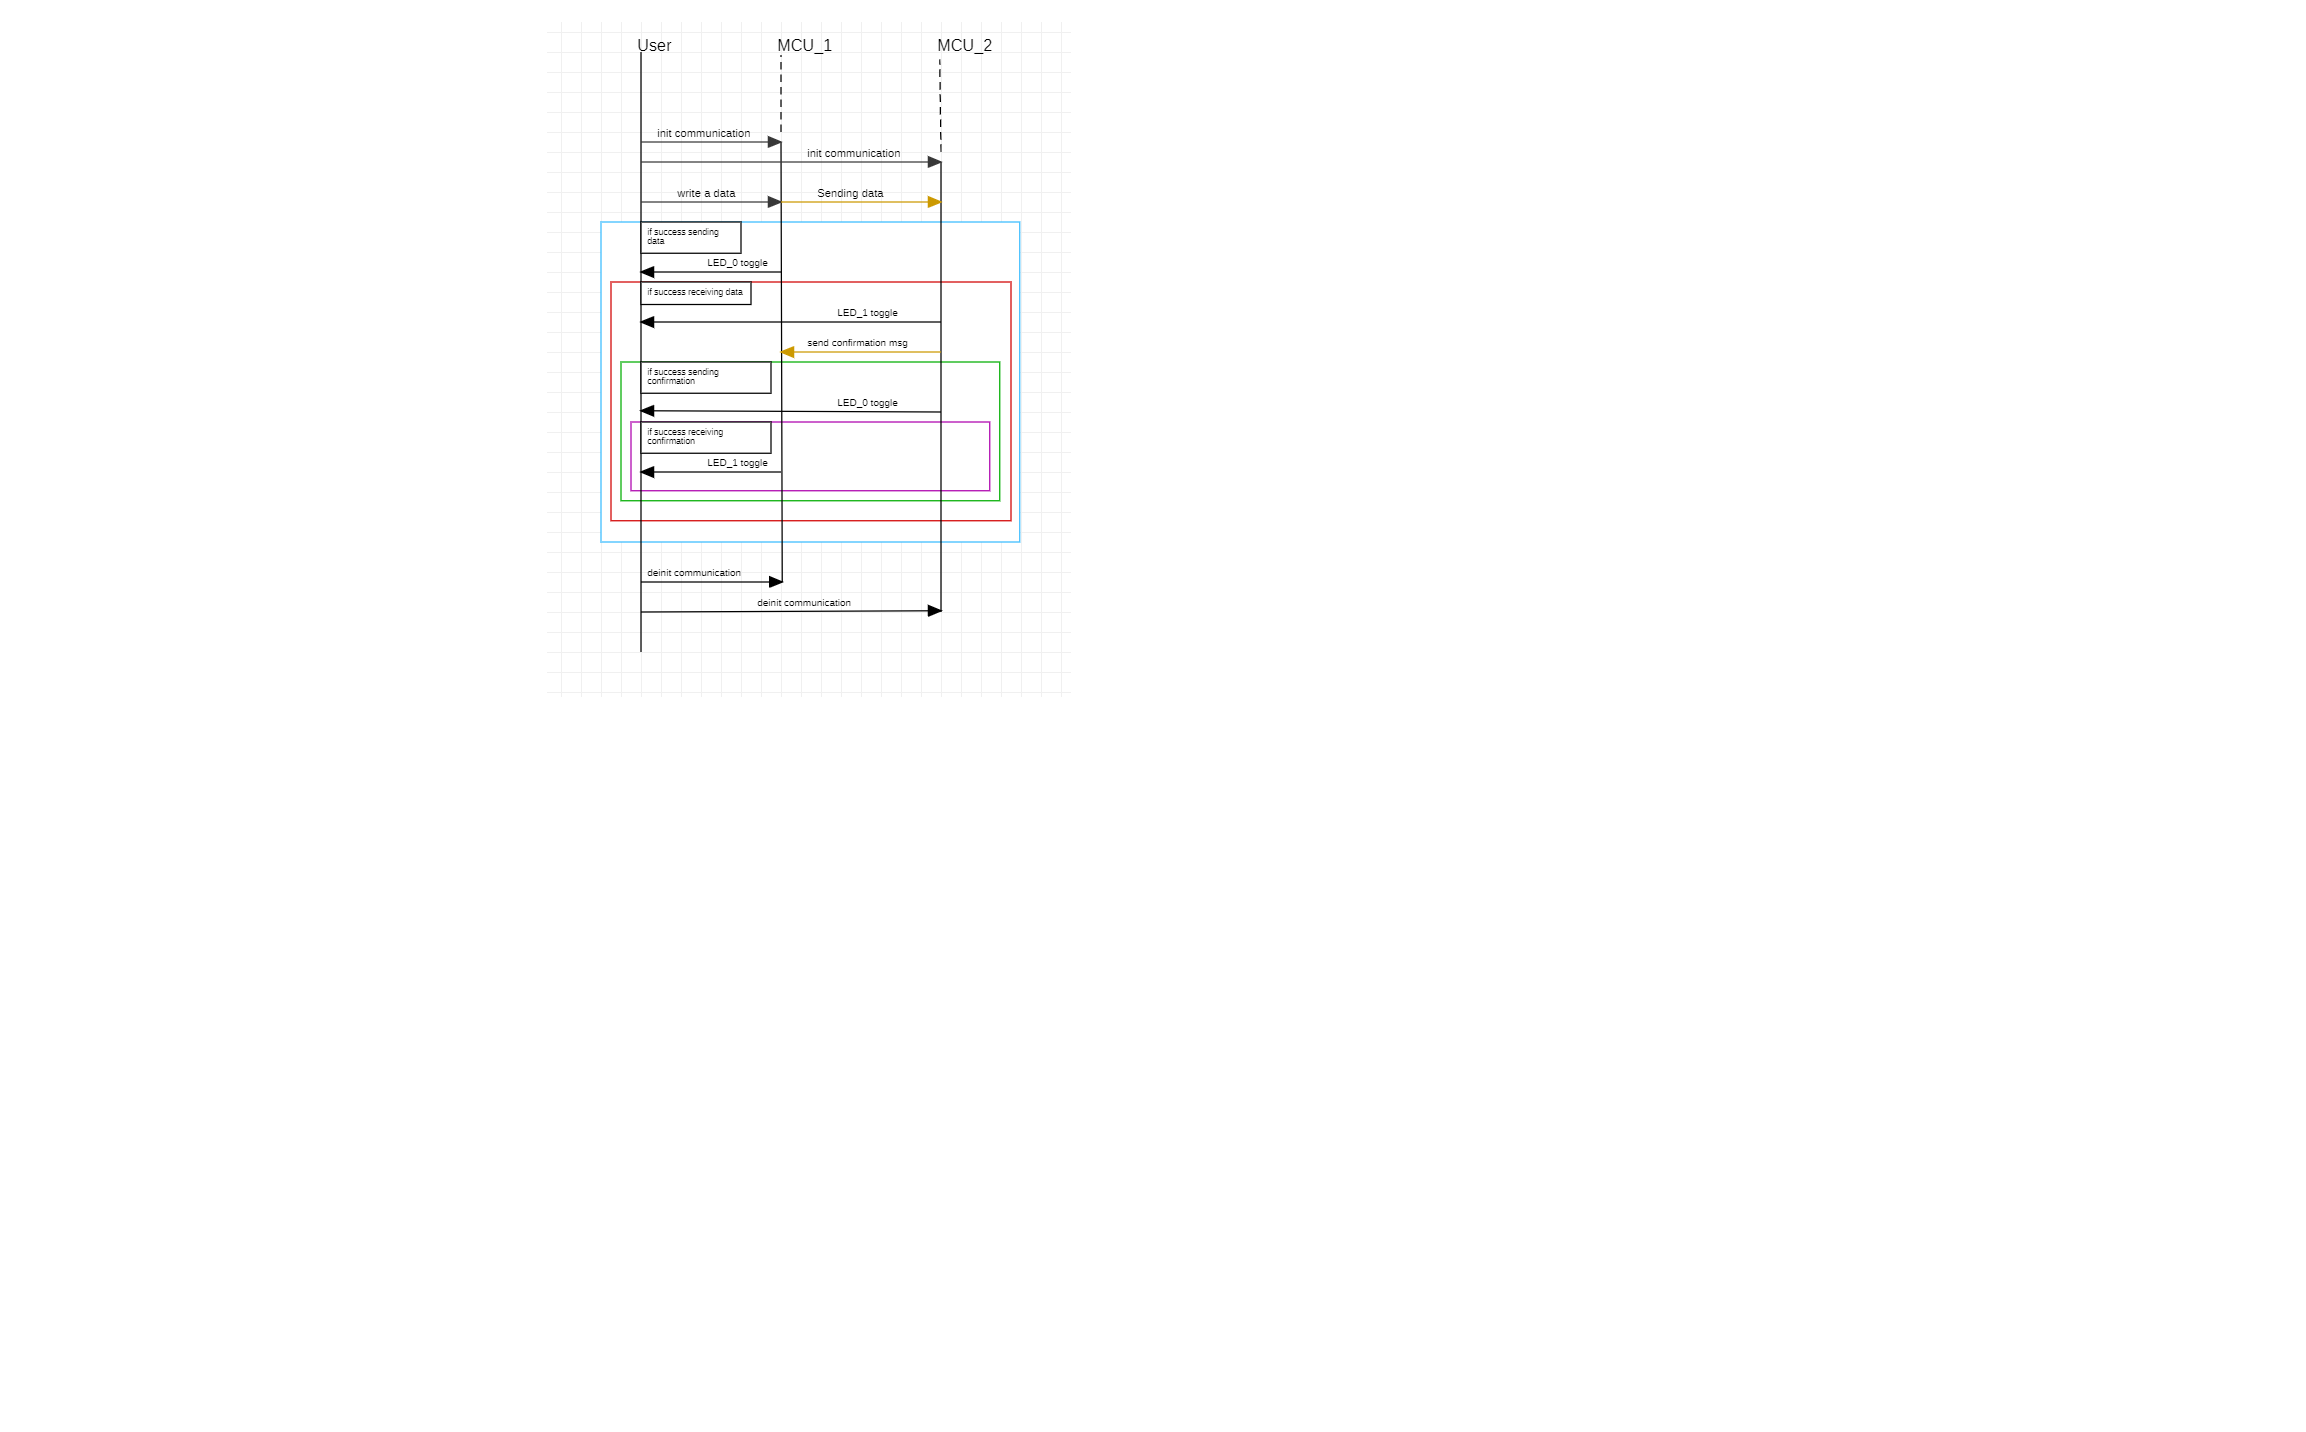 User MCU_1 MCU_2
init communication
init communication
write a data Sending data
if success sending
data
LED_0 toggle
if success receiving data
LED_1 toggle
send confirmation msg
if success sending
confirmation
LED_0 toggle
if success receiving
confirmation
LED_1 toggle
deinit communication
deinit communication